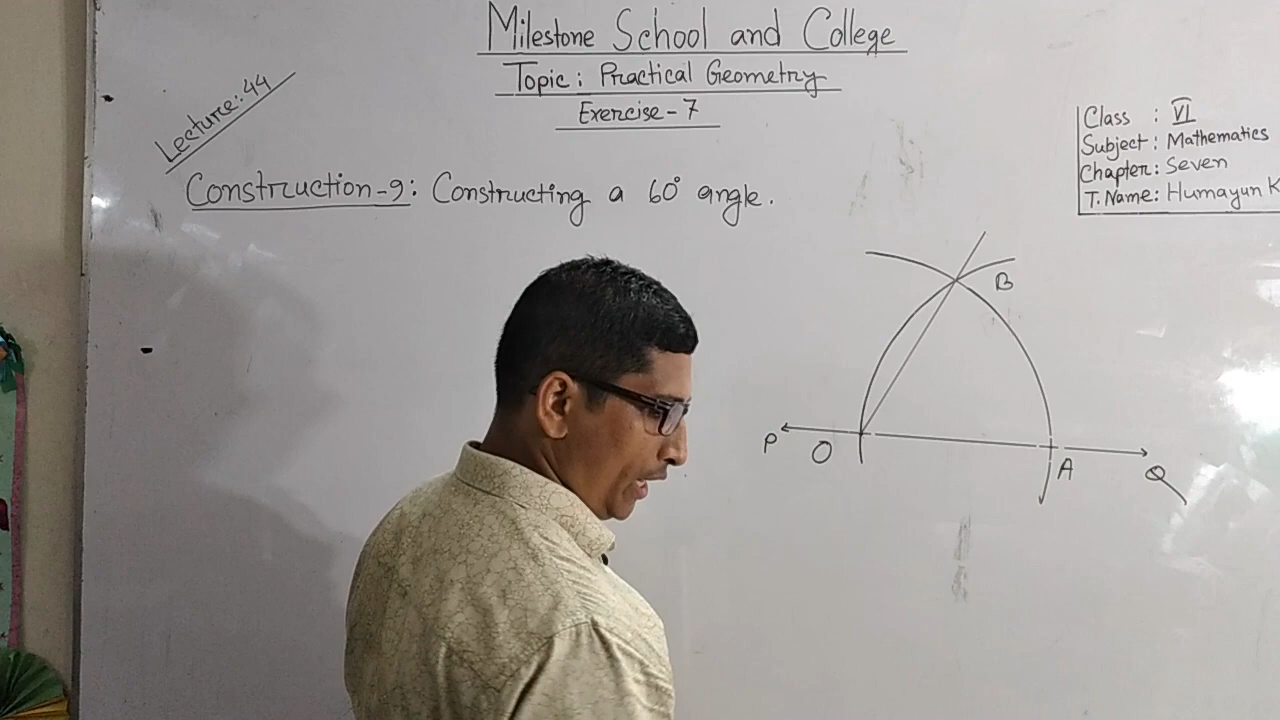 Milestone School and College
Topic: Practical Geometry
Exercise-7
Lecture: 44
Class : VI
Subject: Mathematics
Chapter: Seven
T. Name: Humayun K
Construction-9: Constructing a 60° angle.
B
P O A Q